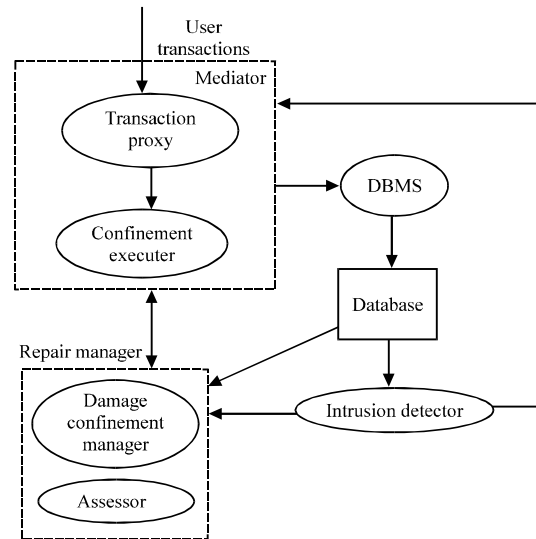 User
transactions
Mediator
Transaction
proxy
DBMS
Confinement
executer
Database
Repair manager
Damage
confinement
manager
Intrusion detector
Assessor